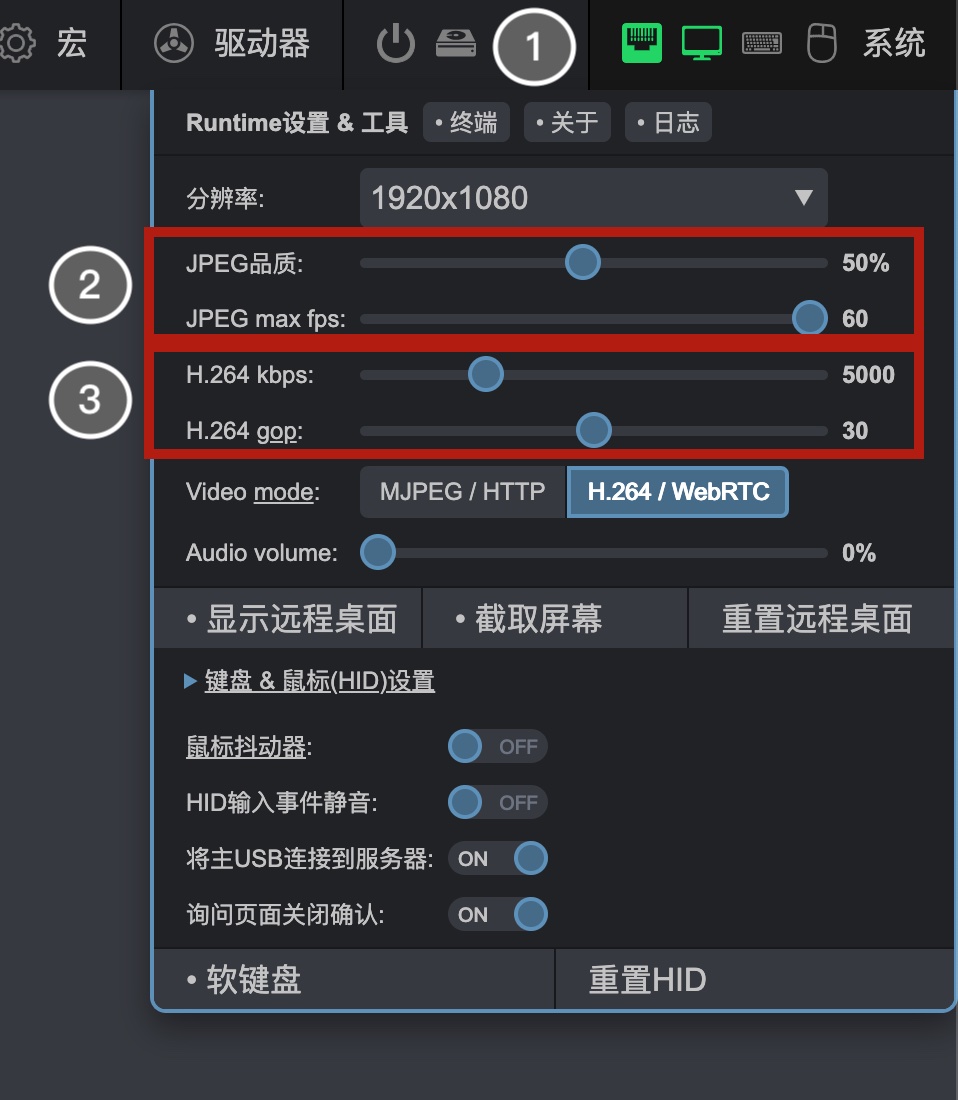 宏 驱动器 1 系统
Runtime设置 & 工具 • 终端 • 关于 • 日志
分辨率: 1920x1080
2
JPEG品质: 50%
JPEG max fps: 60
3
H.264 kbps: 5000
H.264 gop: 30
Video mode: MJPEG / HTTP H.264 / WebRTC
Audio volume: 0%
• 显示远程桌面 • 截取屏幕 重置远程桌面
键盘 & 鼠标(HID)设置
鼠标抖动器: OFF
HID输入事件静音: OFF
将主USB连接到服务器: ON
询问页面关闭确认: ON
• 软键盘 重置HID